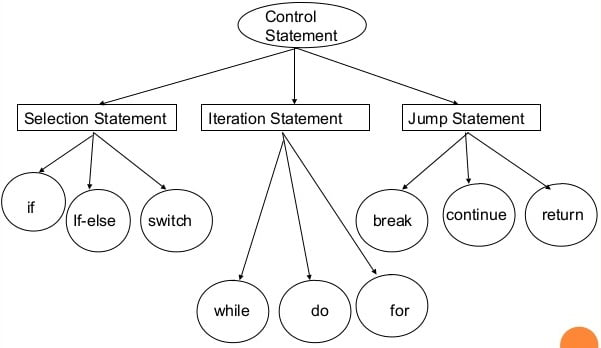 Control
Statement
Selection Statement
Iteration Statement
Jump Statement
if
If-else
switch
break
continue
return
while
do
for